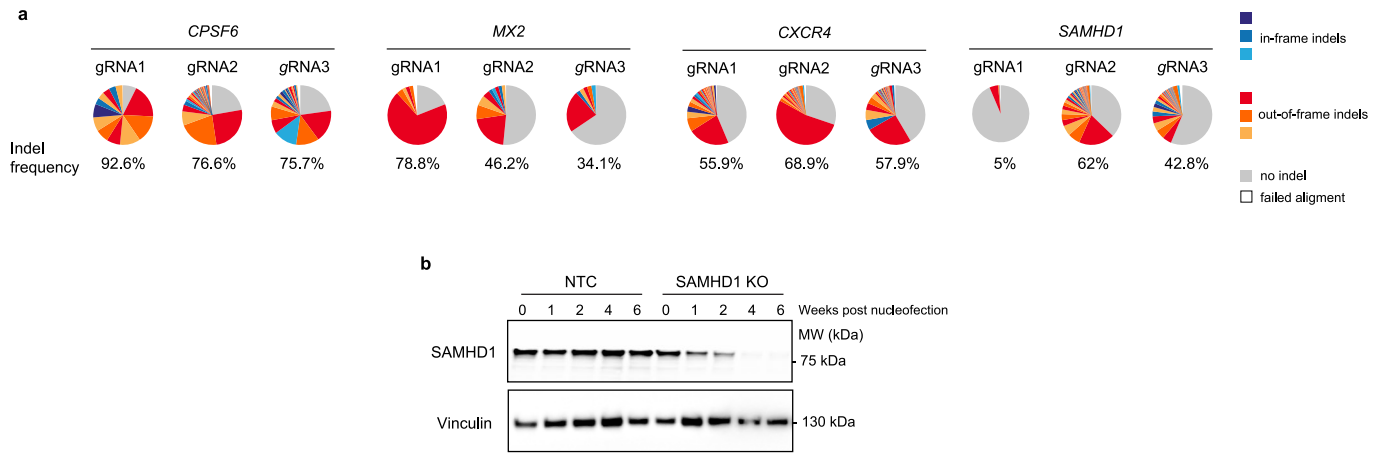 a
CPSF6 MX2 CXCR4 SAMHD1
in-frame indels
gRNA1 gRNA2 gRNA3 gRNA1 gRNA2 gRNA3 gRNA1 gRNA2 gRNA3 gRNA1 gRNA2 gRNA3
out-of-frame indels
Indel frequency
92.6% 76.6% 75.7% 78.8% 46.2% 34.1% 55.9% 68.9% 57.9% 5% 62% 42.8%
no indel
failed aligment
b
NTC SAMHD1 KO
0 1 2 4 6 0 1 2 4 6 Weeks post nucleofection
MW (kDa)
SAMHD1
75 kDa
Vinculin
130 kDa